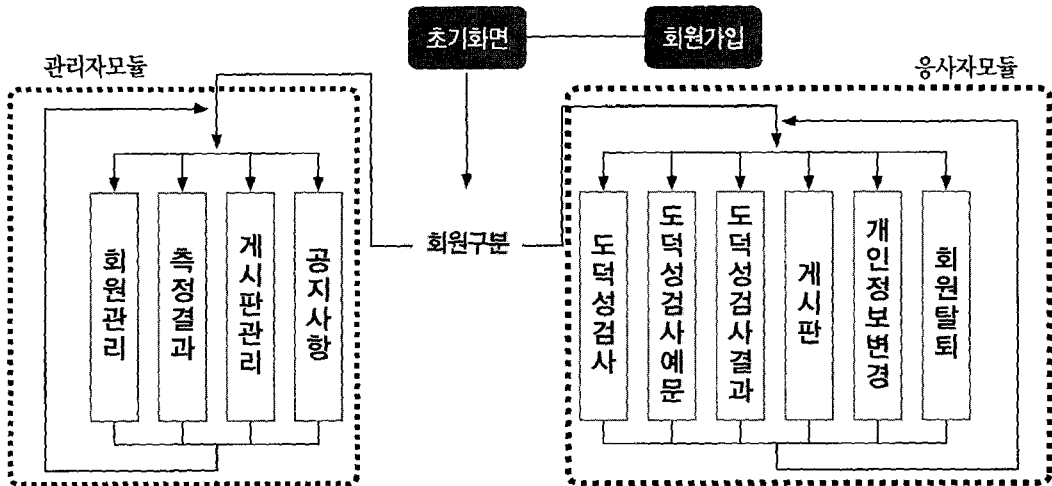 초기화면
회원가입
관리자모듈
응사자모듈
회원구분
회원관리
측정결과
게시판관리
공지사항
도덕성검사
도덕성검사예문
도덕성검사결과
게시판
개인정보변경
회원탈퇴